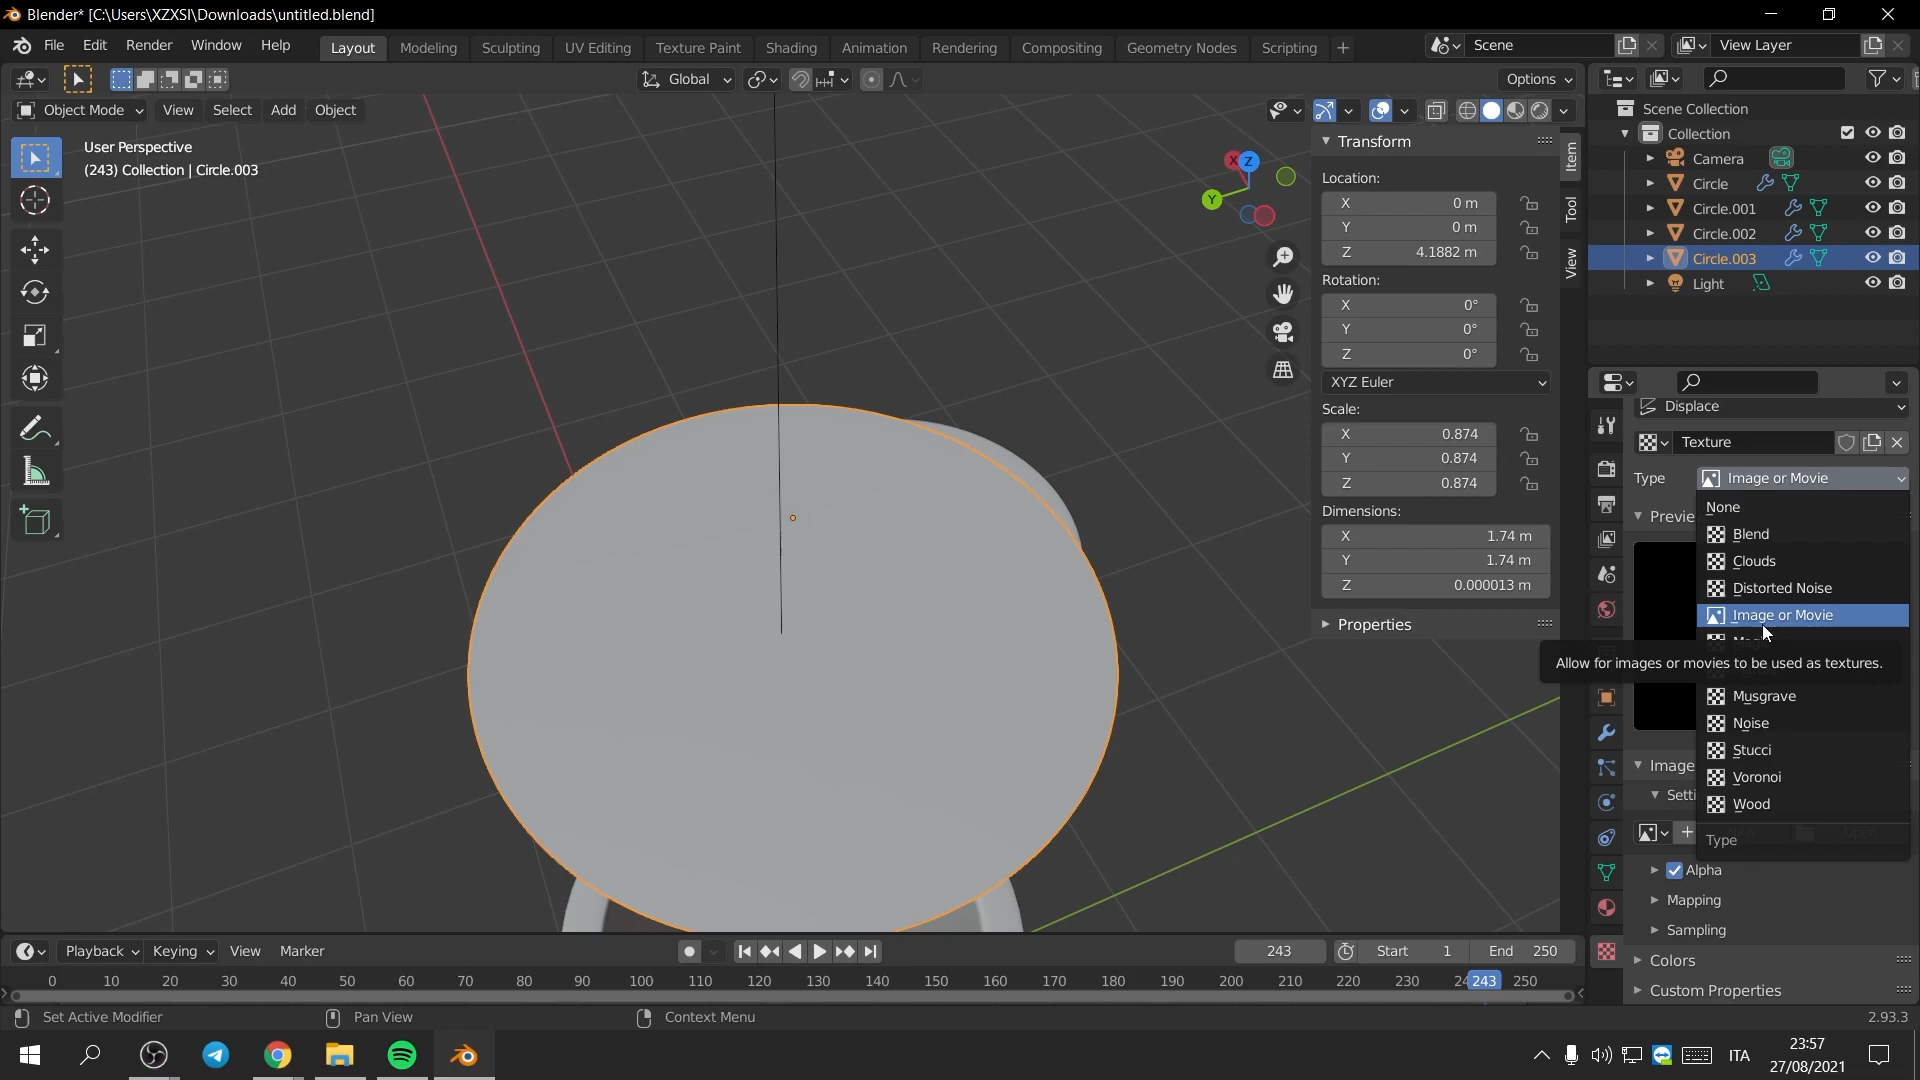 Blender* [C:\Users\XZXSI\Downloads\untitled.blend]
File Edit Render Window Help
Layout Modeling Sculpting UV Editing Texture Paint Shading Animation Rendering Compositing Geometry Nodes Scripting +
Scene
View Layer
Global
Options
Object Mode View Select Add Object
User Perspective
(243) Collection | Circle.003
X
Z
Y
Transform
Location:
X 0 m
Y 0 m
Z 4.1882 m
Rotation:
X 0°
Y 0°
Z 0°
XYZ Euler
Scale:
X 0.874
Y 0.874
Z 0.874
Dimensions:
X 1.74 m
Y 1.74 m
Z 0.000013 m
Properties
Item
Tool
View
Scene Collection
Collection
Camera
Circle
Circle.001
Circle.002
Circle.003
Light
Displace
Texture
Type Image or Movie
None
Blend
Clouds
Distorted Noise
Image or Movie
Allow for images or movies to be used as textures.
Musgrave
Noise
Stucci
Voronoi
Wood
Type
Previe
Image
Setti
Alpha
Mapping
Sampling
Colors
Custom Properties
Playback Keying View Marker
243 Start 1 End 250
0 10 20 30 40 50 60 70 80 90 100 110 120 130 140 150 160 170 180 190 200 210 220 230 24 243 250
Set Active Modifier Pan View Context Menu
2.93.3
ITA
23:57
27/08/2021